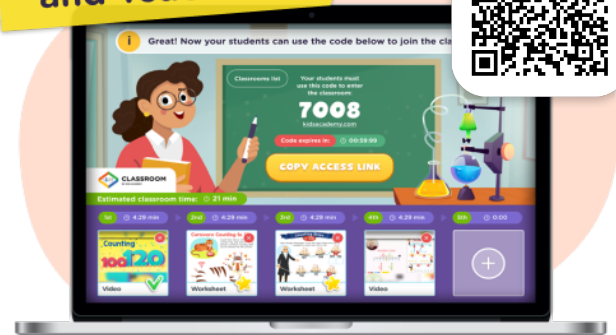 and
Great! Now your students can use the code below to join the cla
Classrooms list
Your students must
use this code to enter
the classroom
7008
kidsacademy.com
Code expires in: 00:59:99
COPY ACCESS LINK
CLASSROOM
Estimated classroom time: 21 min
1st 4:29 min
2nd 4:29 min
3rd 4:29 min
4th 4:29 min
5th 0:00
Counting
100 120
Video
Worksheet
Worksheet
Video